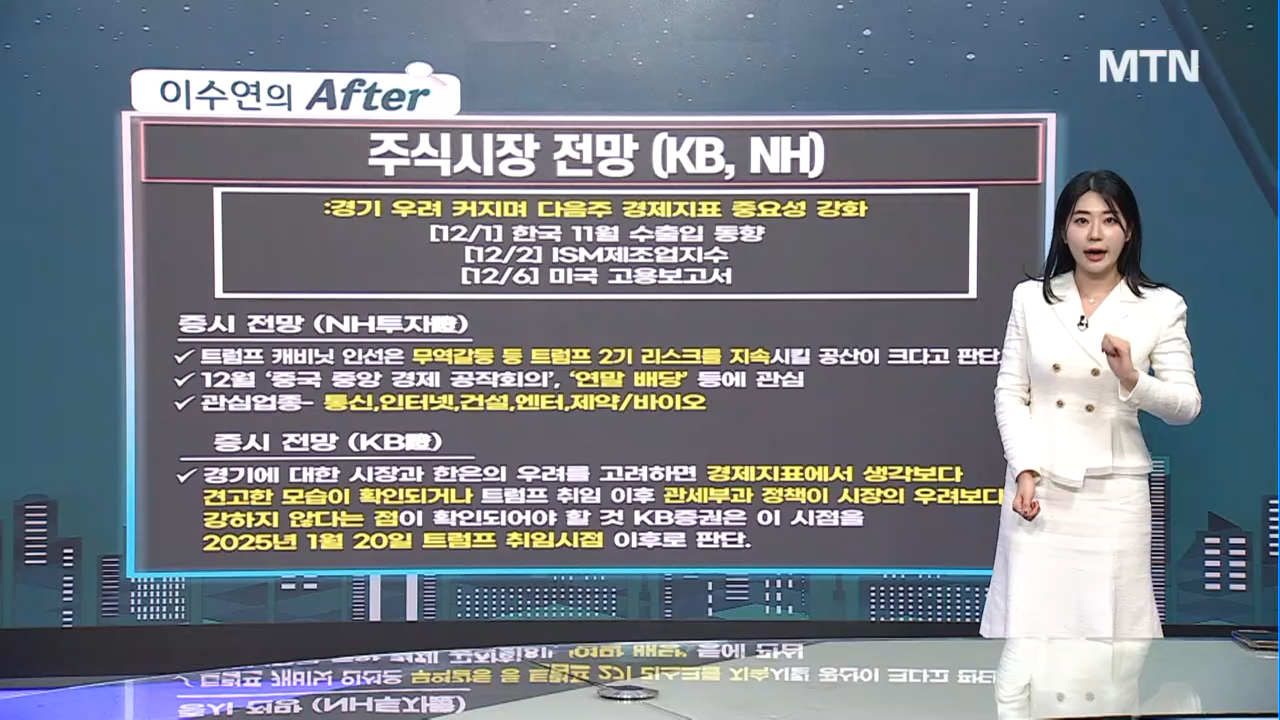 MTN
이수연의 After
주식시장 전망 (KB, NH)
:경기 우려 커지며 다음주 경제지표 중요성 강화
[12/1] 한국 11월 수출입 동향
[12/2] ISM제조업지수
[12/6] 미국 고용보고서
증시 전망 (NH투자證)
✓ 트럼프 캐비닛 인선은 무역갈등 등 트럼프 2기 리스크를 지속시킬 공산이 크다고 판단.
✓ 12월 ‘중국 중앙 경제 공작회의’, ‘연말 배당’ 등에 관심
✓ 관심업종- 통신,인터넷,건설,엔터,제약/바이오
증시 전망 (KB證)
✓ 경기에 대한 시장과 한은의 우려를 고려하면 경제지표에서 생각보다
견고한 모습이 확인되거나 트럼프 취임 이후 관세부과 정책이 시장의 우려보다
강하지 않다는 점이 확인되어야 할 것 KB증권은 이 시점을
2025년 1월 20일 트럼프 취임시점 이후로 판단.